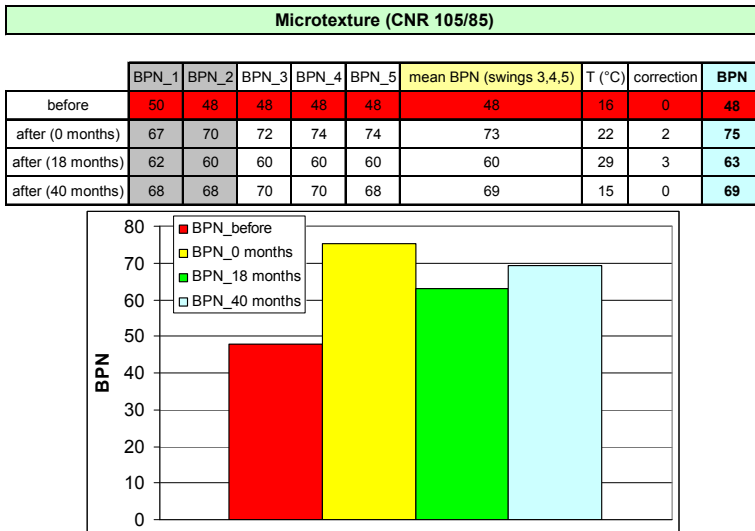 Microtexture (CNR 105/85)
BPN_1 BPN_2 BPN_3 BPN_4 BPN_5 mean BPN (swings 3,4,5) T (°C) correction BPN
before 50 48 48 48 48 48 16 0 48
after (0 months) 67 70 72 74 74 73 22 2 75
after (18 months) 62 60 60 60 60 60 29 3 63
after (40 months) 68 68 70 70 68 69 15 0 69
80
70
60
50
40
30
20
10
0
BPN
BPN_before
BPN_0 months
BPN_18 months
BPN_40 months